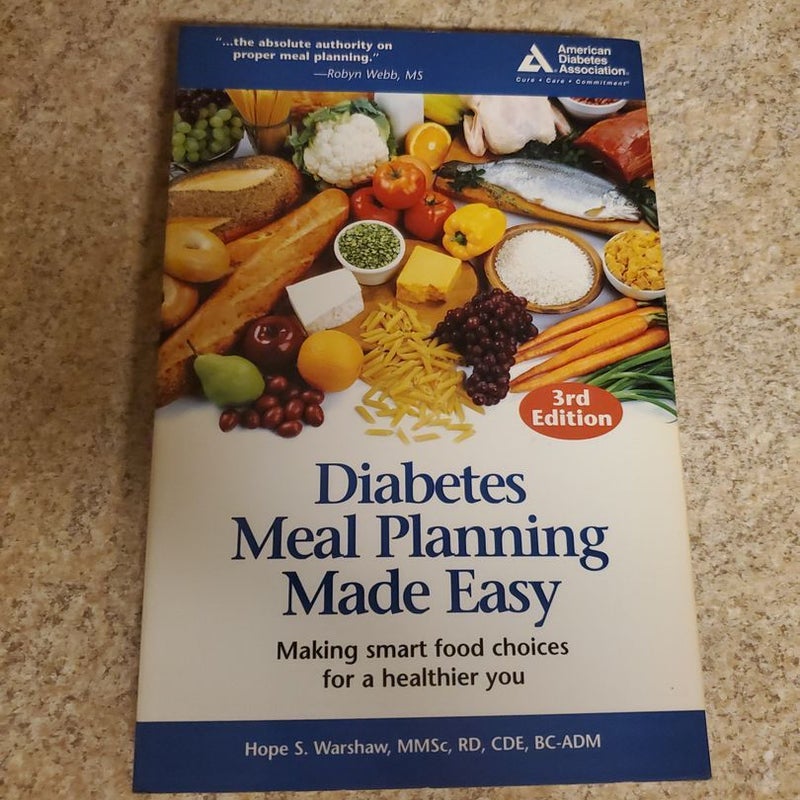 "...the absolute authority on
proper meal planning."
—Robyn Webb, MS
American
Diabetes
Association®
Cure • Care • Commitment®
3rd
Edition
Diabetes
Meal Planning
Made Easy
Making smart food choices
for a healthier you
Hope S. Warshaw, MMSc, RD, CDE, BC-ADM